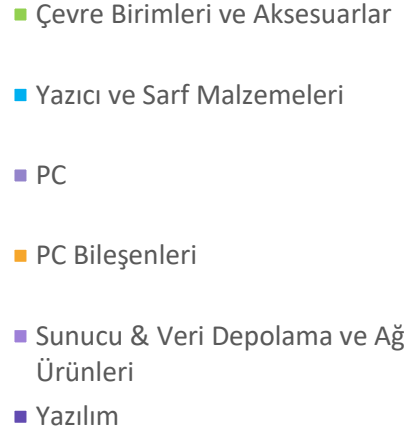 Çevre Birimleri ve Aksesuarlar
Yazıcı ve Sarf Malzemeleri
PC
PC Bileşenleri
Sunucu & Veri Depolama ve Ağ
Ürünleri
Yazılım